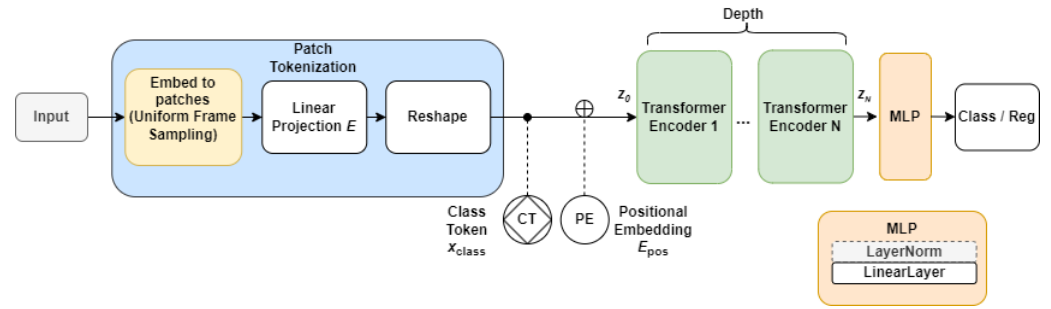 Depth
Patch
Tokenization
Input
Embed to
patches
(Uniform Frame
Sampling)
Linear
Projection E
Reshape
z0
Transformer
Encoder 1
...
Transformer
Encoder N
zN
MLP
Class / Reg
Class
Token
xclass
CT
PE
Positional
Embedding
Epos
MLP
LayerNorm
LinearLayer